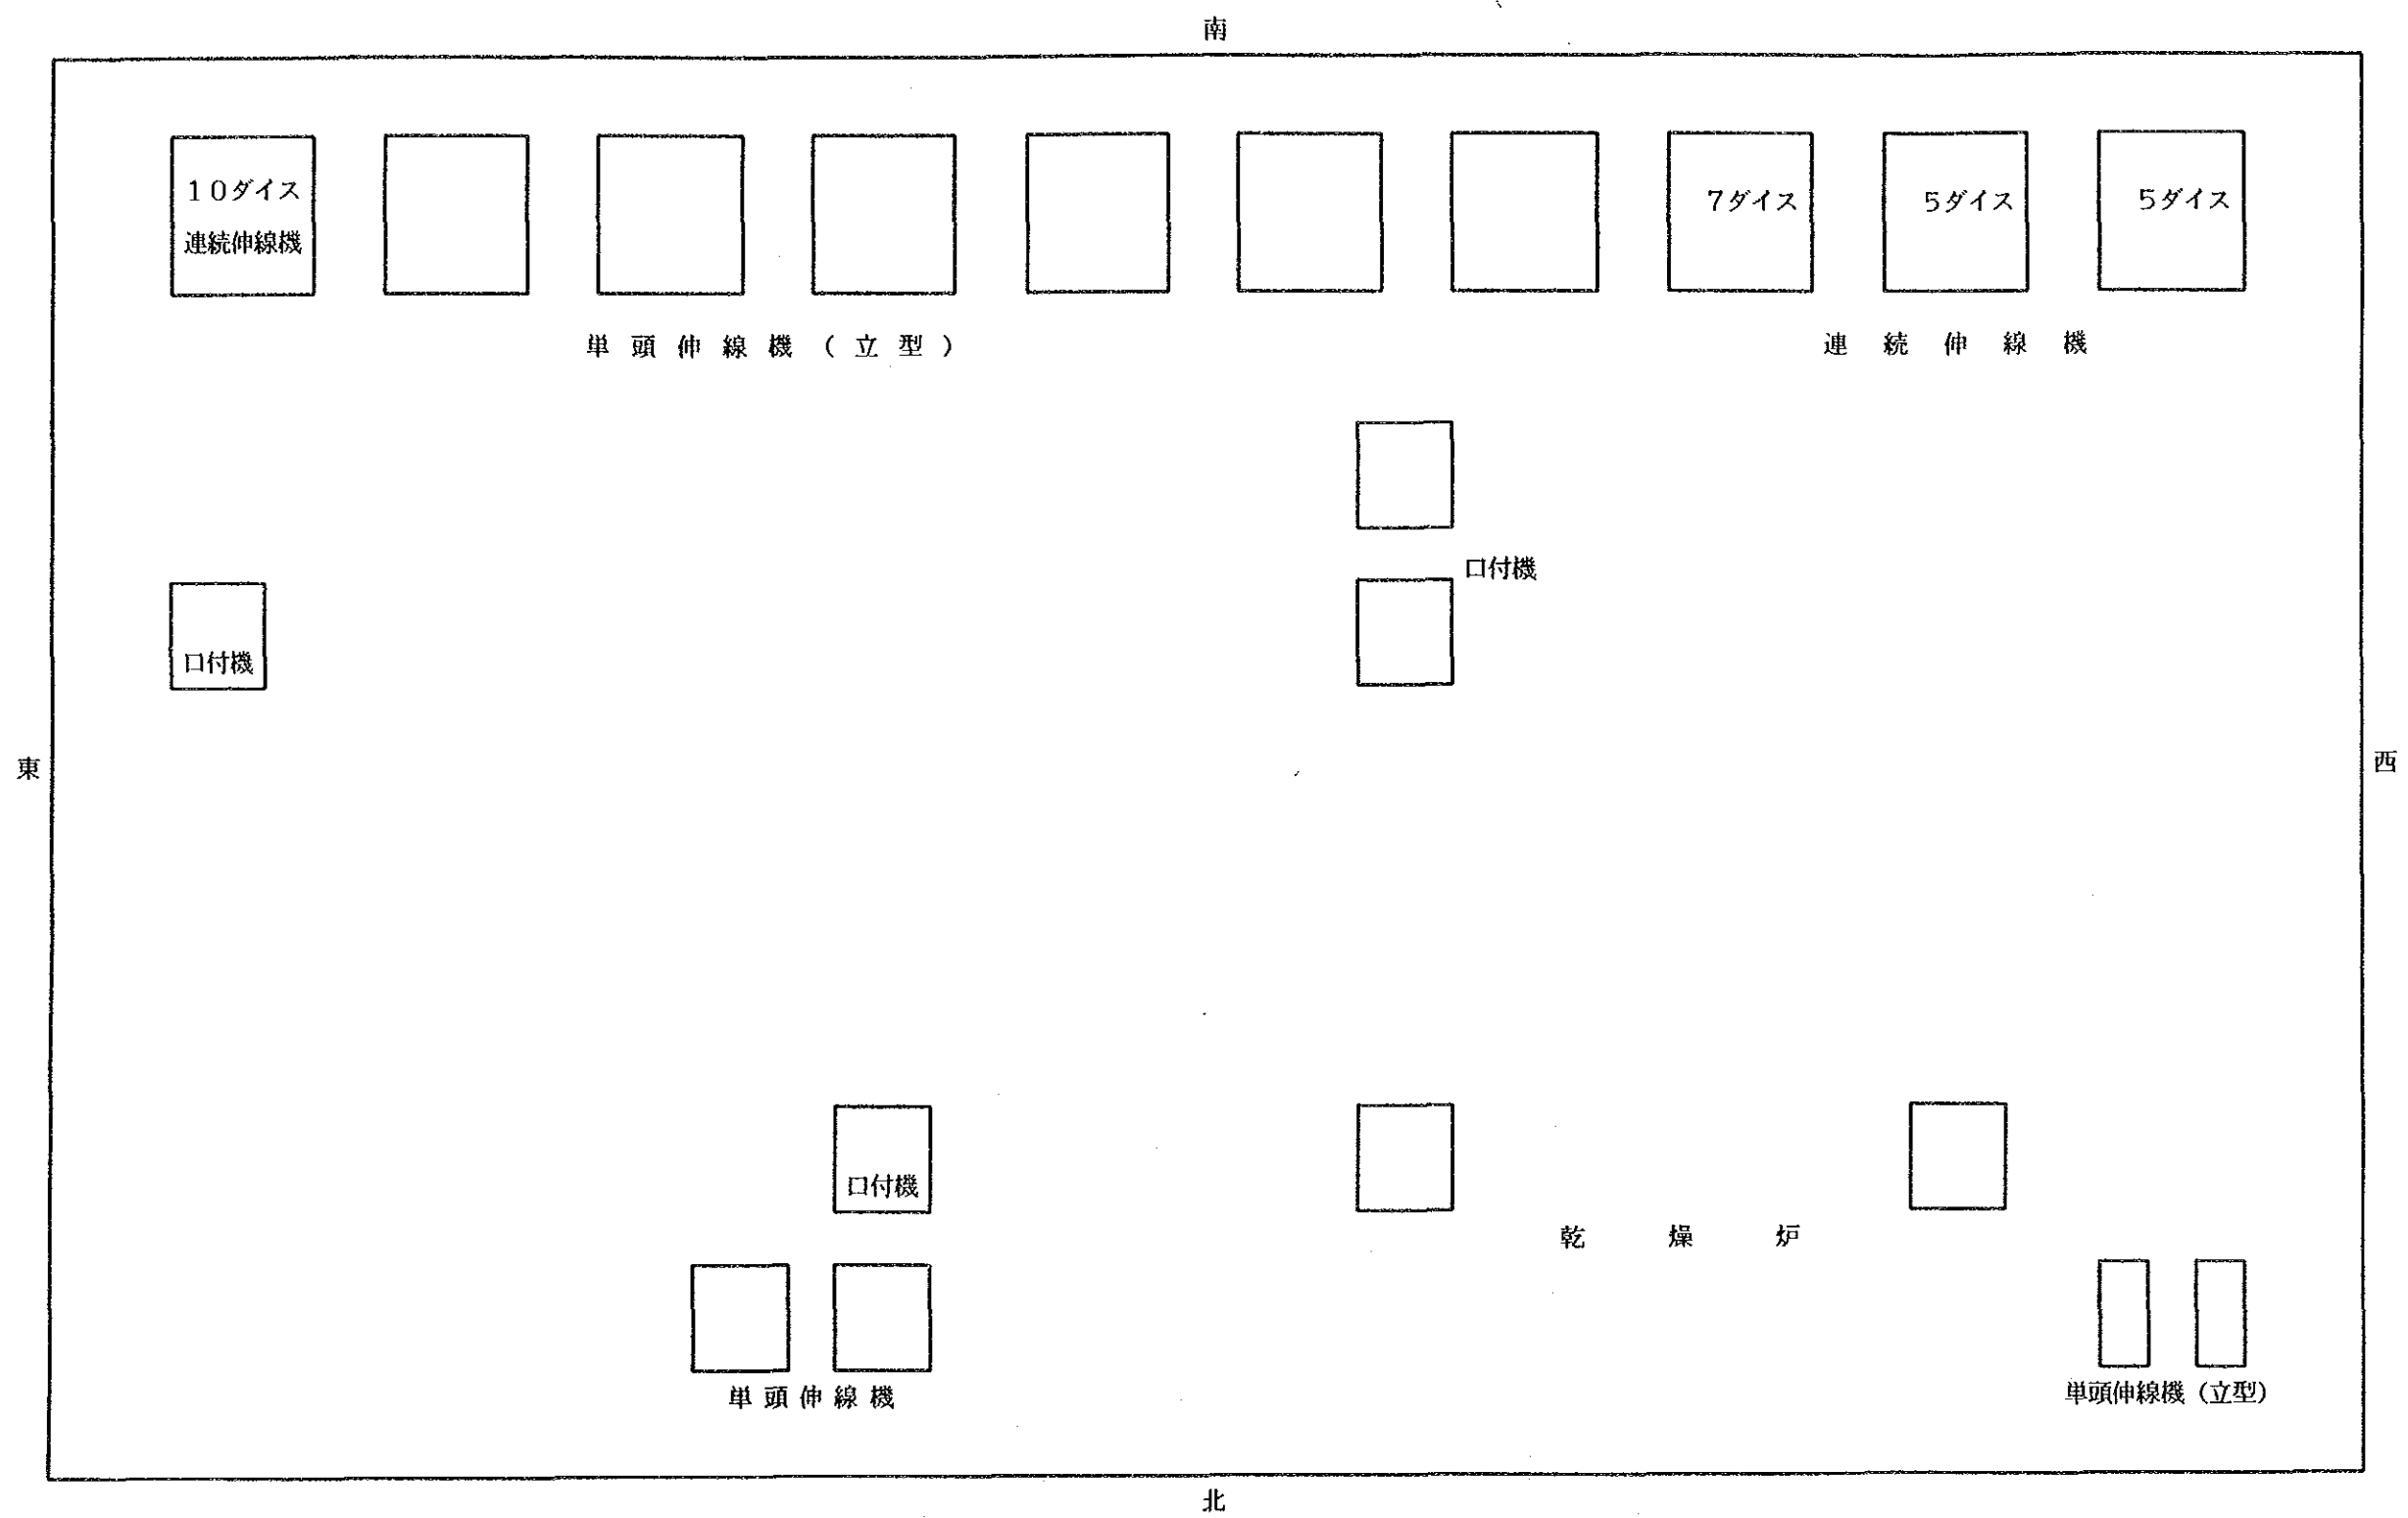 南
10ダイス
連続伸線機
7ダイス
5ダイス
5ダイス
単頭伸線機(立型)
連続伸線機
口付機
口付機
東
西
口付機
乾燥炉
単頭伸線機
単頭伸線機(立型)
北